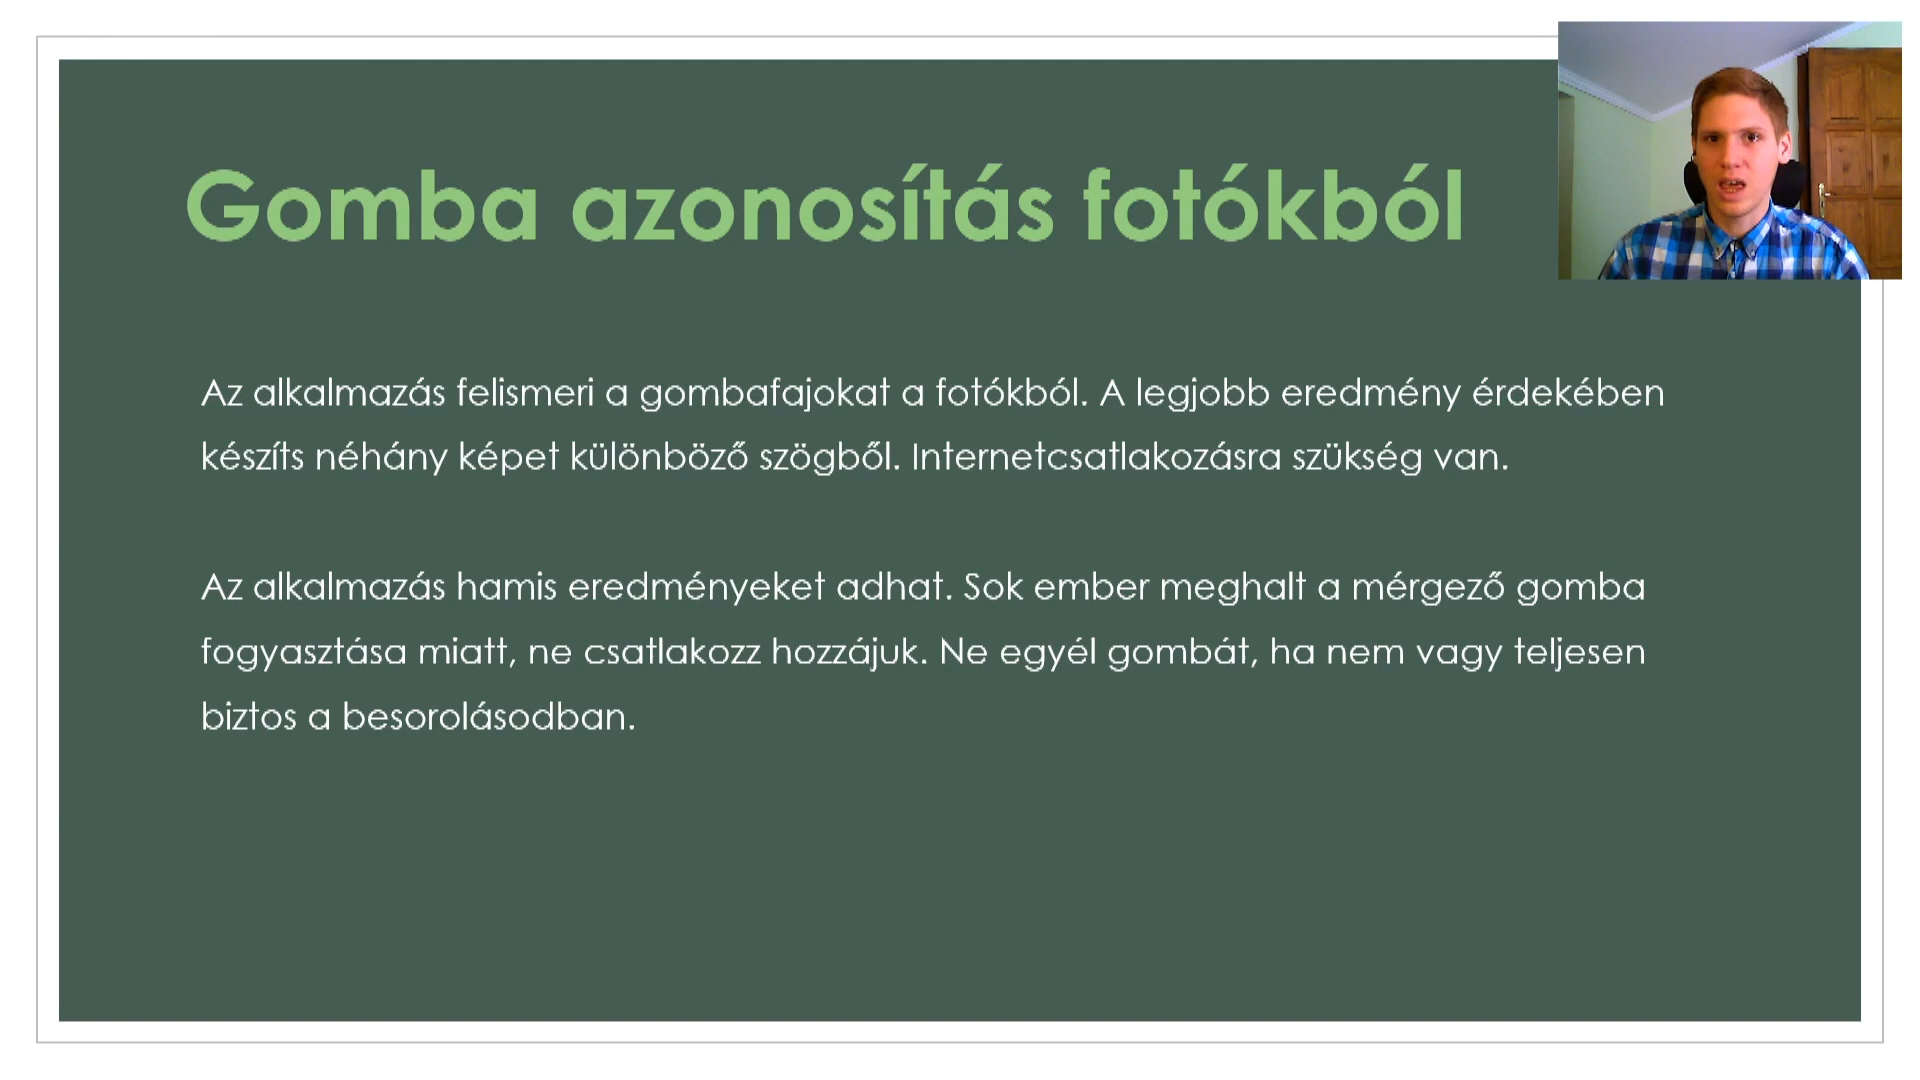 Gomba azonosítás fotókból
Az alkalmazás felismeri a gombafajokat a fotókból. A legjobb eredmény érdekében
készíts néhány képet különböző szögből. Internetcsatlakozásra szükség van.
Az alkalmazás hamis eredményeket adhat. Sok ember meghalt a mérgező gomba
fogyasztása miatt, ne csatlakozz hozzájuk. Ne egyél gombát, ha nem vagy teljesen
biztos a besorolásodban.